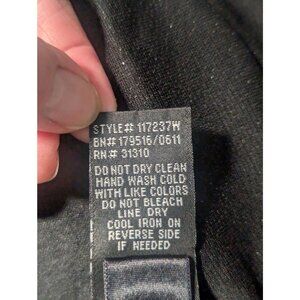 STYLE# 117237W
BN# 179516/0611
RN# 31310
DO NOT DRY CLEAN
HAND WASH COLD
WITH LIKE COLORS
DO NOT BLEACH
LINE DRY
COOL IRON ON
REVERSE SIDE
IF NEEDED